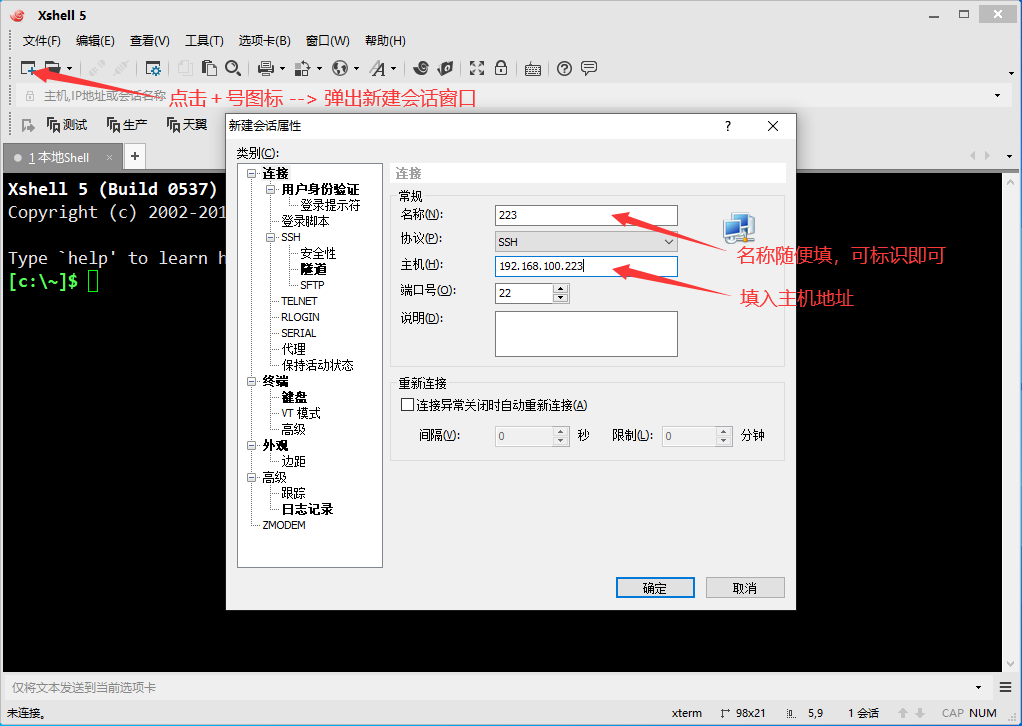 Xshell 5
文件(F) 编辑(E) 查看(V) 工具(T) 选项卡(B) 窗口(W) 帮助(H)
主机,IP地址或会话名称
点击＋号图标 --> 弹出新建会话窗口
测试 生产 天翼
1 本地Shell × +
Xshell 5 (Build 0537)
Copyright (c) 2002-201
Type `help' to learn h
[c:\~]$
新建会话属性 ?
类别(C):
连接
用户身份验证
登录提示符
登录脚本
SSH
安全性
隧道
SFTP
TELNET
RLOGIN
SERIAL
代理
保持活动状态
终端
键盘
VT 模式
高级
外观
边距
高级
跟踪
日志记录
ZMODEM
连接
常规
名称(N): 223
协议(P): SSH
名称随便填，可标识即可
主机(H): 192.168.100.223
端口号(O): 22
填入主机地址
说明(D):
重新连接
连接异常关闭时自动重新连接(A)
间隔(V): 0 秒 限制(L): 0 分钟
确定 取消
仅将文本发送到当前选项卡
未连接。 xterm 98x21 5,9 1 会话 CAP NUM